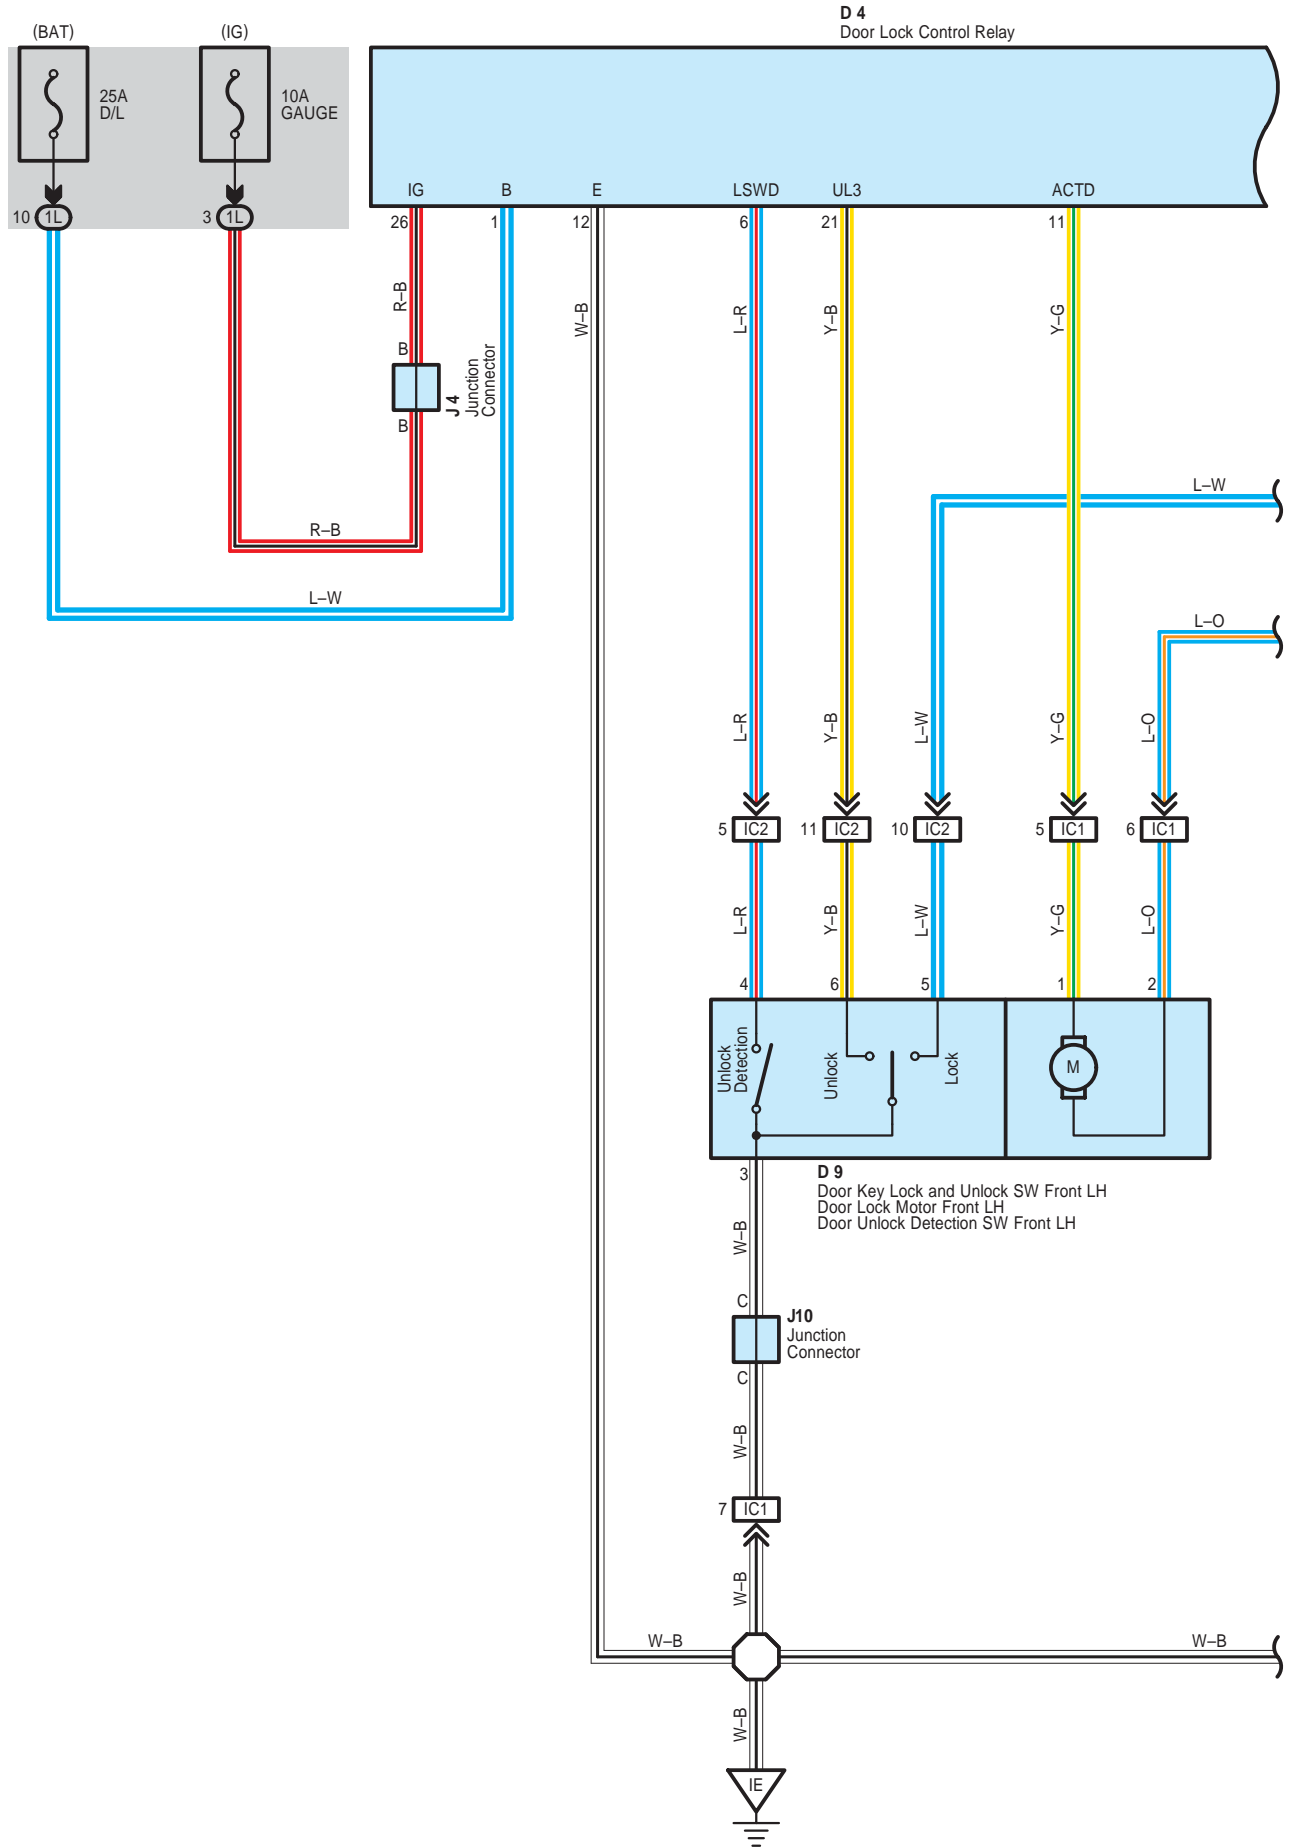 D 4
Door Lock Control Relay
(BAT)
(IG)
25A
D/L
10A
GAUGE
IG
B
E
LSWD
UL3
ACTD
10
1L
3
1L
26
1
12
6
21
11
R–B
W–B
L–R
Y–B
Y–G
B
J 4
Junction
Connector
B
L–W
R–B
L–W
L–O
L–R
Y–B
L–W
Y–G
L–O
5
IC2
11
IC2
10
IC2
5
IC1
6
IC1
L–R
Y–B
L–W
Y–G
L–O
4
6
5
1
2
Unlock
Detection
Unlock
Lock
M
3
D 9
Door Key Lock and Unlock SW Front LH
Door Lock Motor Front LH
Door Unlock Detection SW Front LH
W–B
C
J10
Junction
Connector
C
W–B
7
IC1
W–B
W–B
W–B
W–B
IE